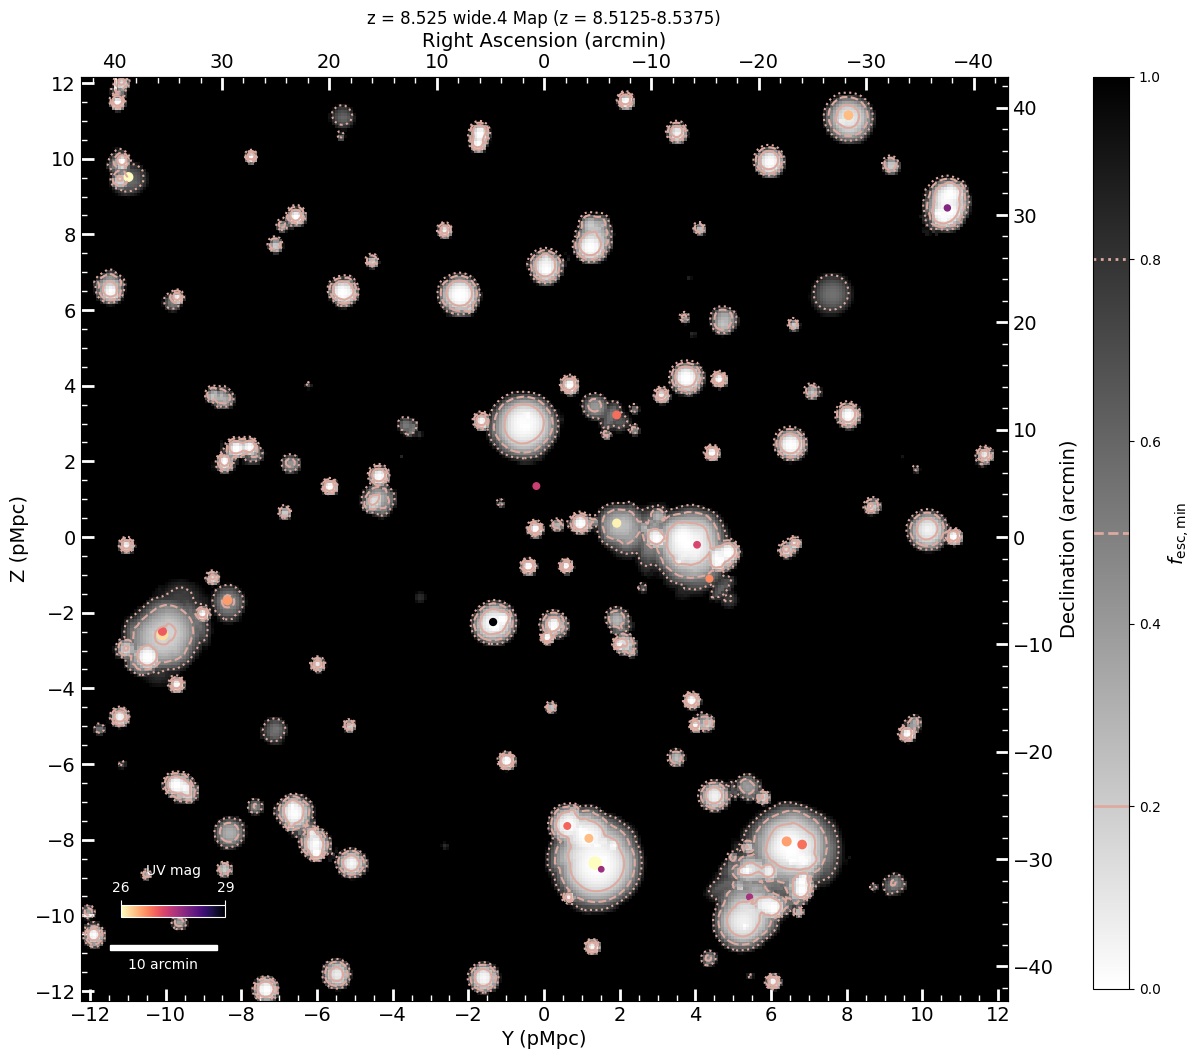 z = 8.525 wide.4 Map (z = 8.5125-8.5375)
Right Ascension (arcmin)
40 30 20 10 0 −10 −20 −30 −40
12 10 8 6 4 2 0 −2 −4 −6 −8 −10 −12
Z (pMpc)
40 30 20 10 0 −10 −20 −30 −40
Declination (arcmin)
UV mag
26 29
10 arcmin
−12 −10 −8 −6 −4 −2 0 2 4 6 8 10 12
Y (pMpc)
1.0
0.8
0.6
0.4
0.2
0.0
fesc,min